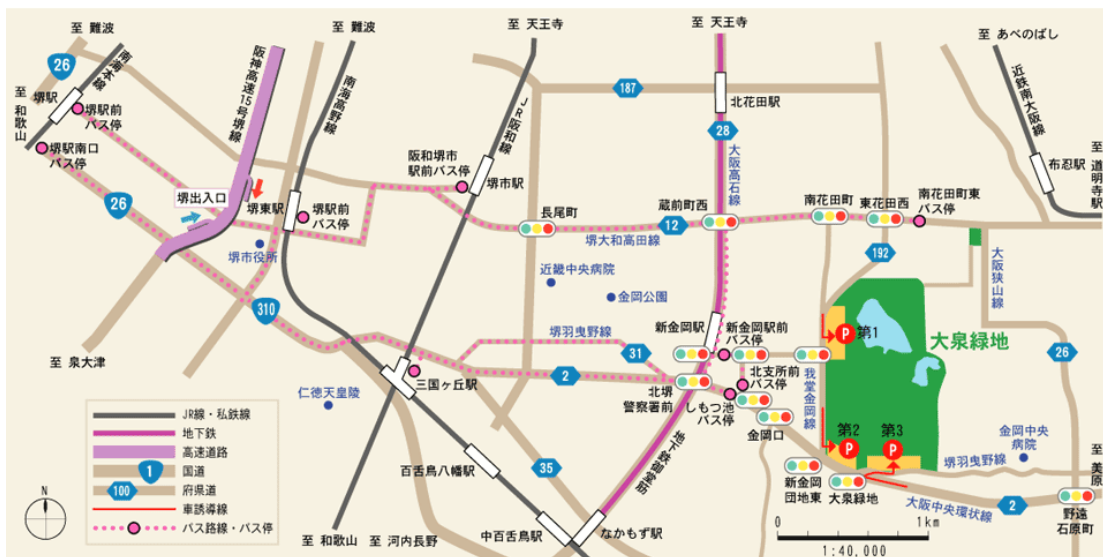 至 難波
至 難波
至 天王寺
至 天王寺
至 あべのばし
26
南海本線
阪神高速15号堺線
南海高野線
JR阪和線
187
北花田駅
近鉄南大阪線
堺駅
至 和歌山
堺駅前
バス停
28
大阪高石線
布忍駅
至 道明寺駅
堺駅南口
バス停
阪和堺市
駅前バス停
堺市駅
堺出入口
26
堺東駅
堺駅前
バス停
長尾町
蔵前町西
南花田町
東花田西
南花田町東
バス停
12
堺大和高田線
192
堺市役所
近畿中央病院
金岡公園
大阪狭山線
310
堺羽曳野線
31
新金岡駅
新金岡駅前
バス停
P
第1
大泉緑地
至 泉大津
三国ヶ丘駅
2
北堺
警察署前
しもつ池
バス停
北支所前
バス停
我堂金岡線
26
仁徳天皇陵
金岡口
第2
P
第3
P
金岡中央
病院
至 美原
JR線・私鉄線
地下鉄
高速道路
1
国道
100
府県道
車誘導線
バス路線・バス停
百舌鳥八幡駅
35
地下鉄御堂筋
新金岡
団地東
大泉緑地
堺羽曳野線
大阪中央環状線
2
野遠
石原町
N
至 和歌山
至 河内長野
中百舌鳥駅
なかもず駅
0
1km
1:40,000